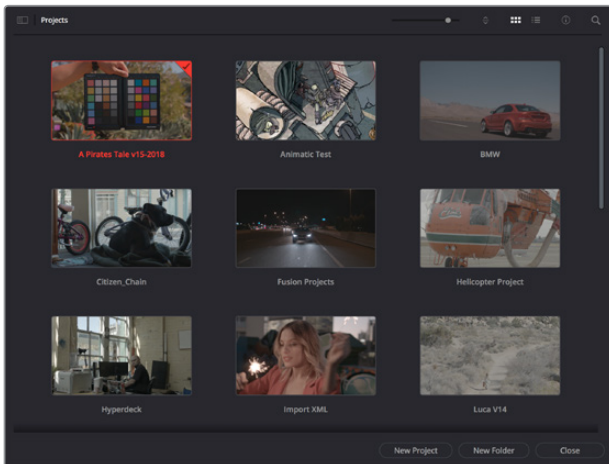 Projects
A Pirates Tale v15-2018
Animatic Test
BMW
Citizen_Chain
Fusion Projects
Helicopter Project
Hyperdeck
Import XML
Luca V14
New Project
New Folder
Close